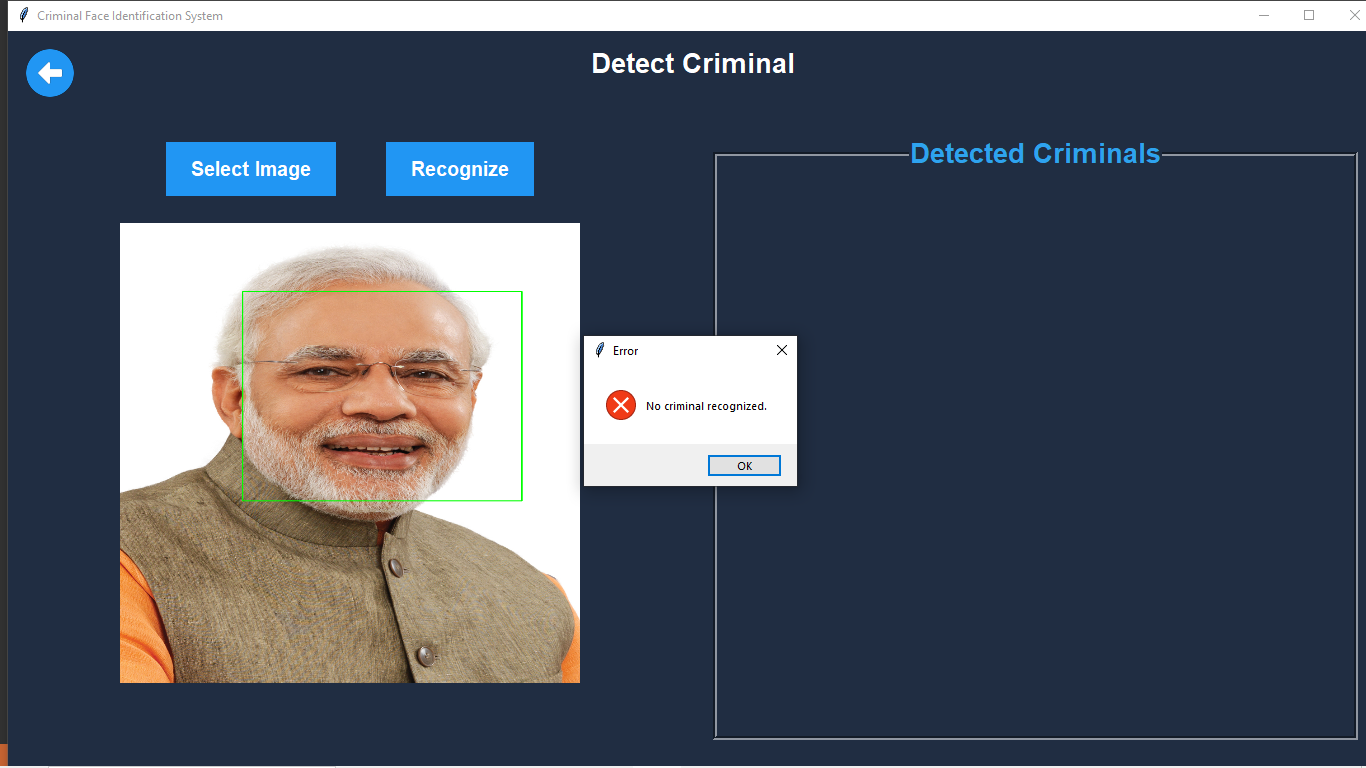 Criminal Face Identification System
Detect Criminal
Select Image
Recognize
Detected Criminals
Error
No criminal recognized.
OK